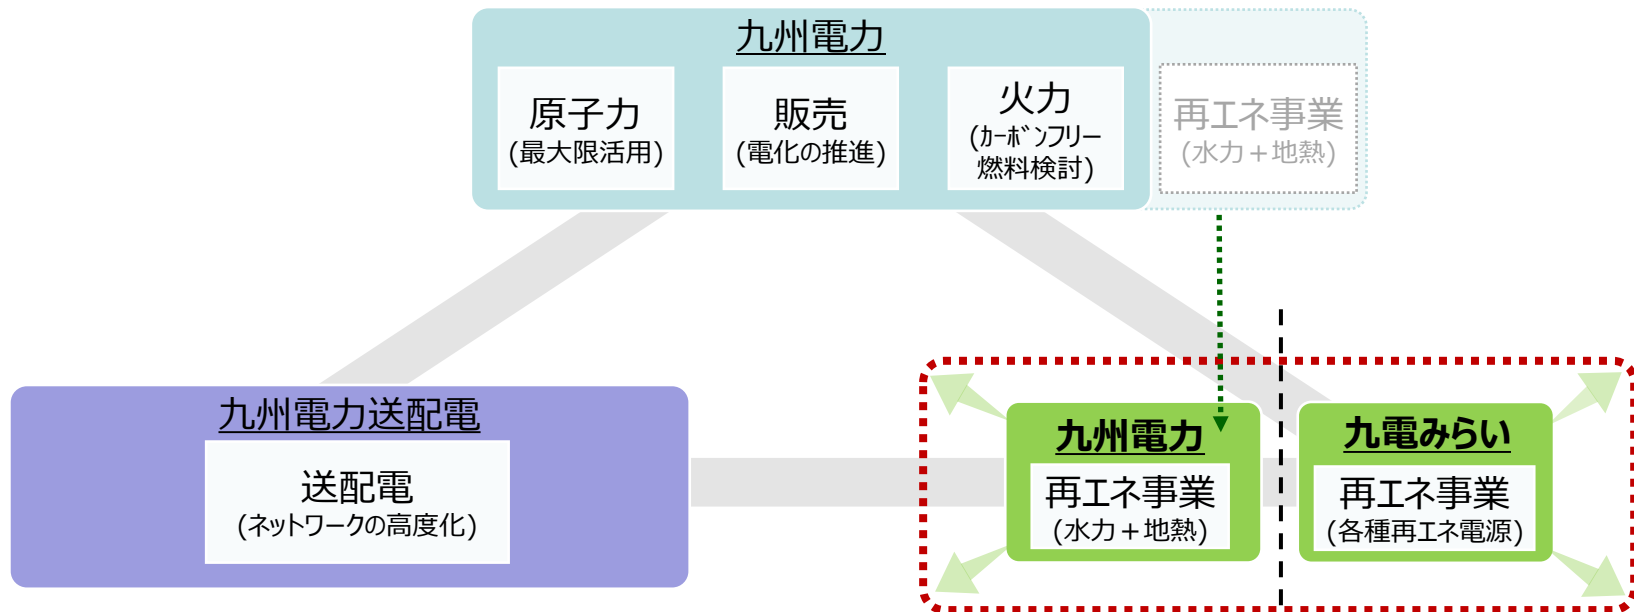 九州電力
原子力
(最大限活用)
販売
(電化の推進)
火力
(ｶｰﾎﾞﾝﾌﾘｰ
燃料検討)
再エネ事業
(水力＋地熱)
九州電力送配電
送配電
(ネットワークの高度化)
九州電力
再エネ事業
(水力＋地熱)
九電みらい
再エネ事業
(各種再エネ電源)